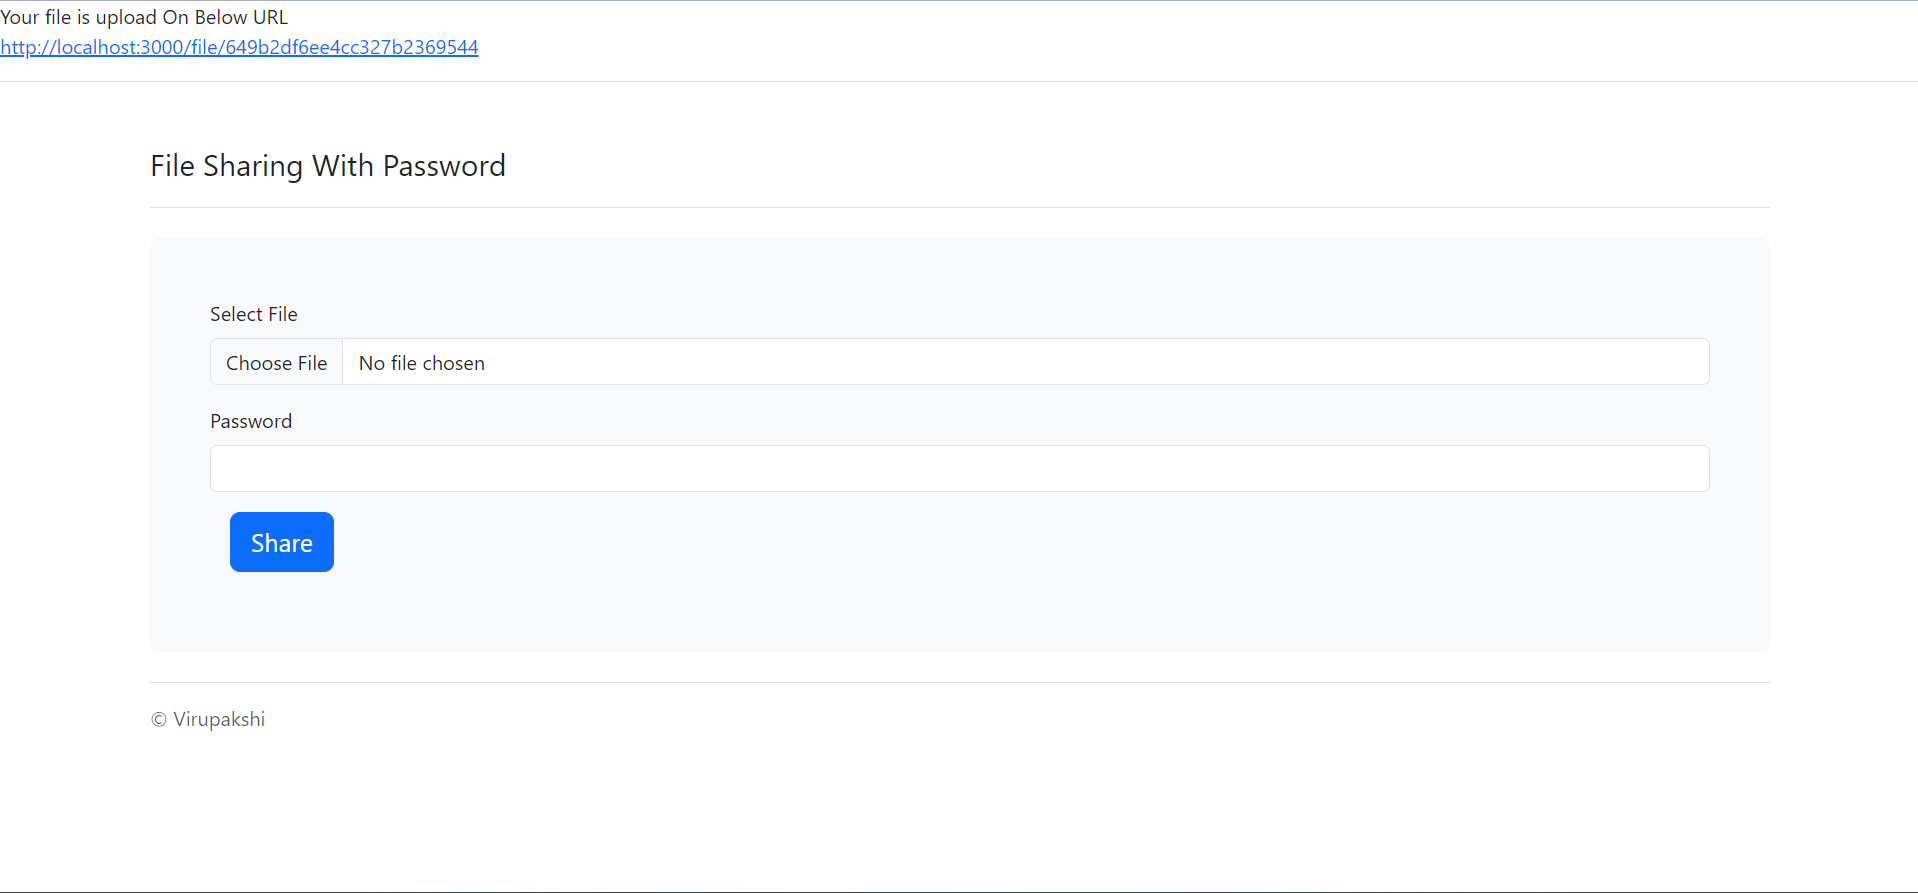 Your file is upload On Below URL
http://localhost:3000/file/649b2df6ee4cc327b2369544
File Sharing With Password
Select File
Choose File No file chosen
Password
Share
© Virupakshi